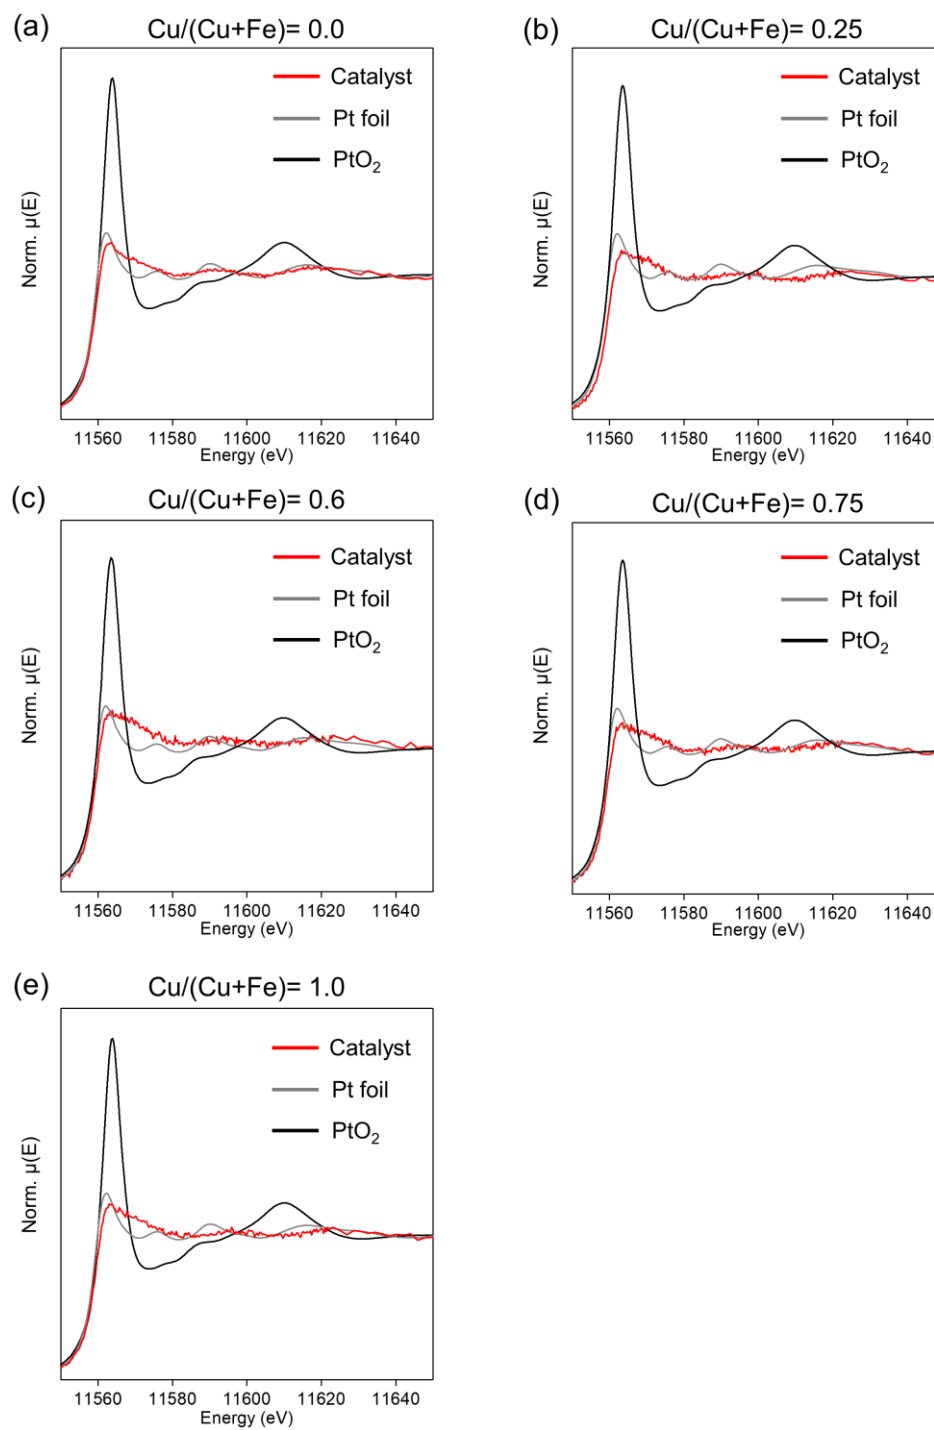 (a) Cu/(Cu+Fe)= 0.0
Catalyst
Pt foil
PtO₂
Norm. μ(E)
11560 11580 11600 11620 11640
Energy (eV)
(b) Cu/(Cu+Fe)= 0.25
Catalyst
Pt foil
PtO₂
Norm. μ(E)
11560 11580 11600 11620 11640
Energy (eV)
(c) Cu/(Cu+Fe)= 0.6
Catalyst
Pt foil
PtO₂
Norm. μ(E)
11560 11580 11600 11620 11640
Energy (eV)
(d) Cu/(Cu+Fe)= 0.75
Catalyst
Pt foil
PtO₂
Norm. μ(E)
11560 11580 11600 11620 11640
Energy (eV)
(e) Cu/(Cu+Fe)= 1.0
Catalyst
Pt foil
PtO₂
Norm. μ(E)
11560 11580 11600 11620 11640
Energy (eV)